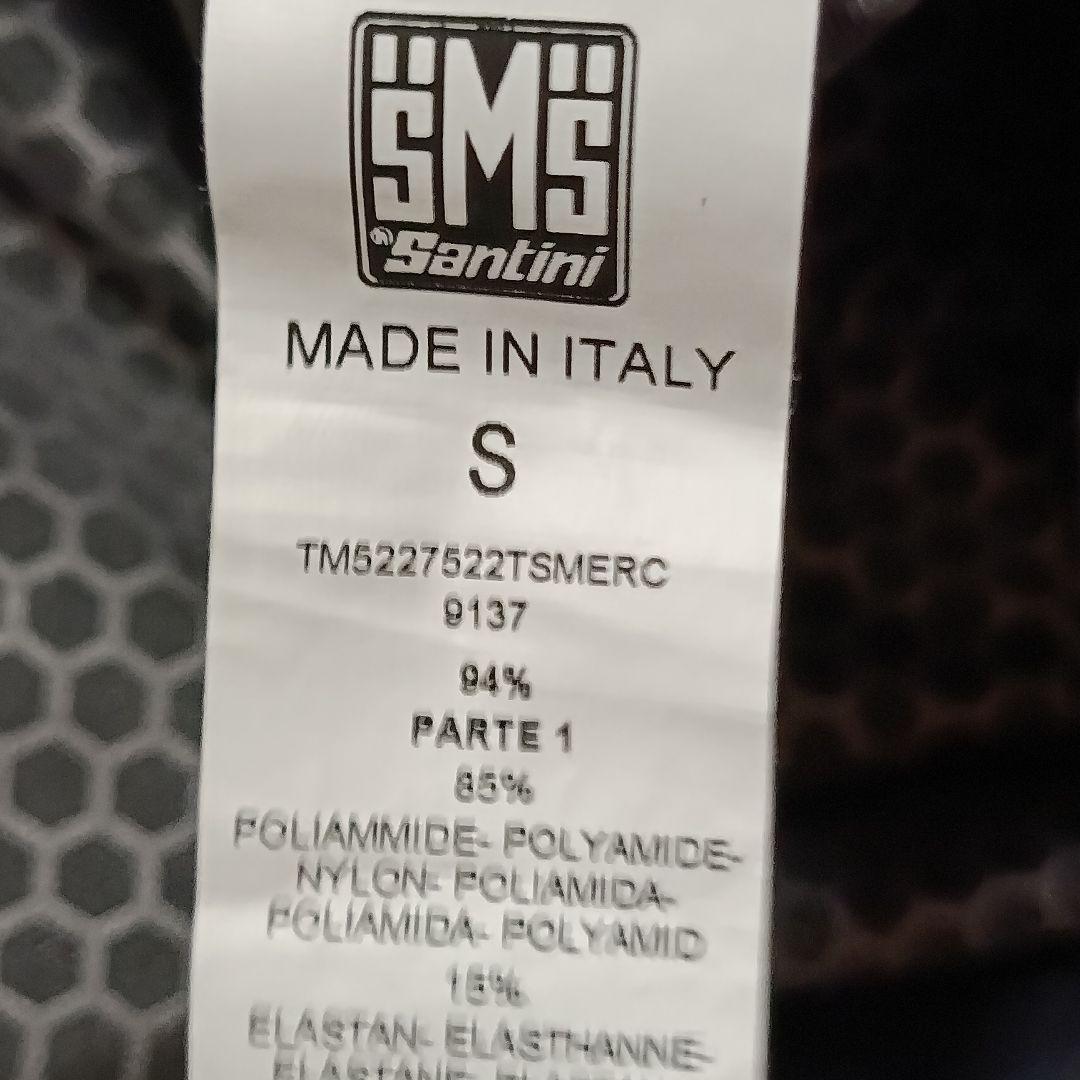 SMS
Santini
MADE IN ITALY
S
TM5227522TSMERC
9137
94%
PARTE 1
85%
POLIAMMIDE- POLYAMIDE-
NYLON- POLIAMIDA-
POLIAMIDA- POLYAMID
15%
ELASTAN- ELASTHANNE-